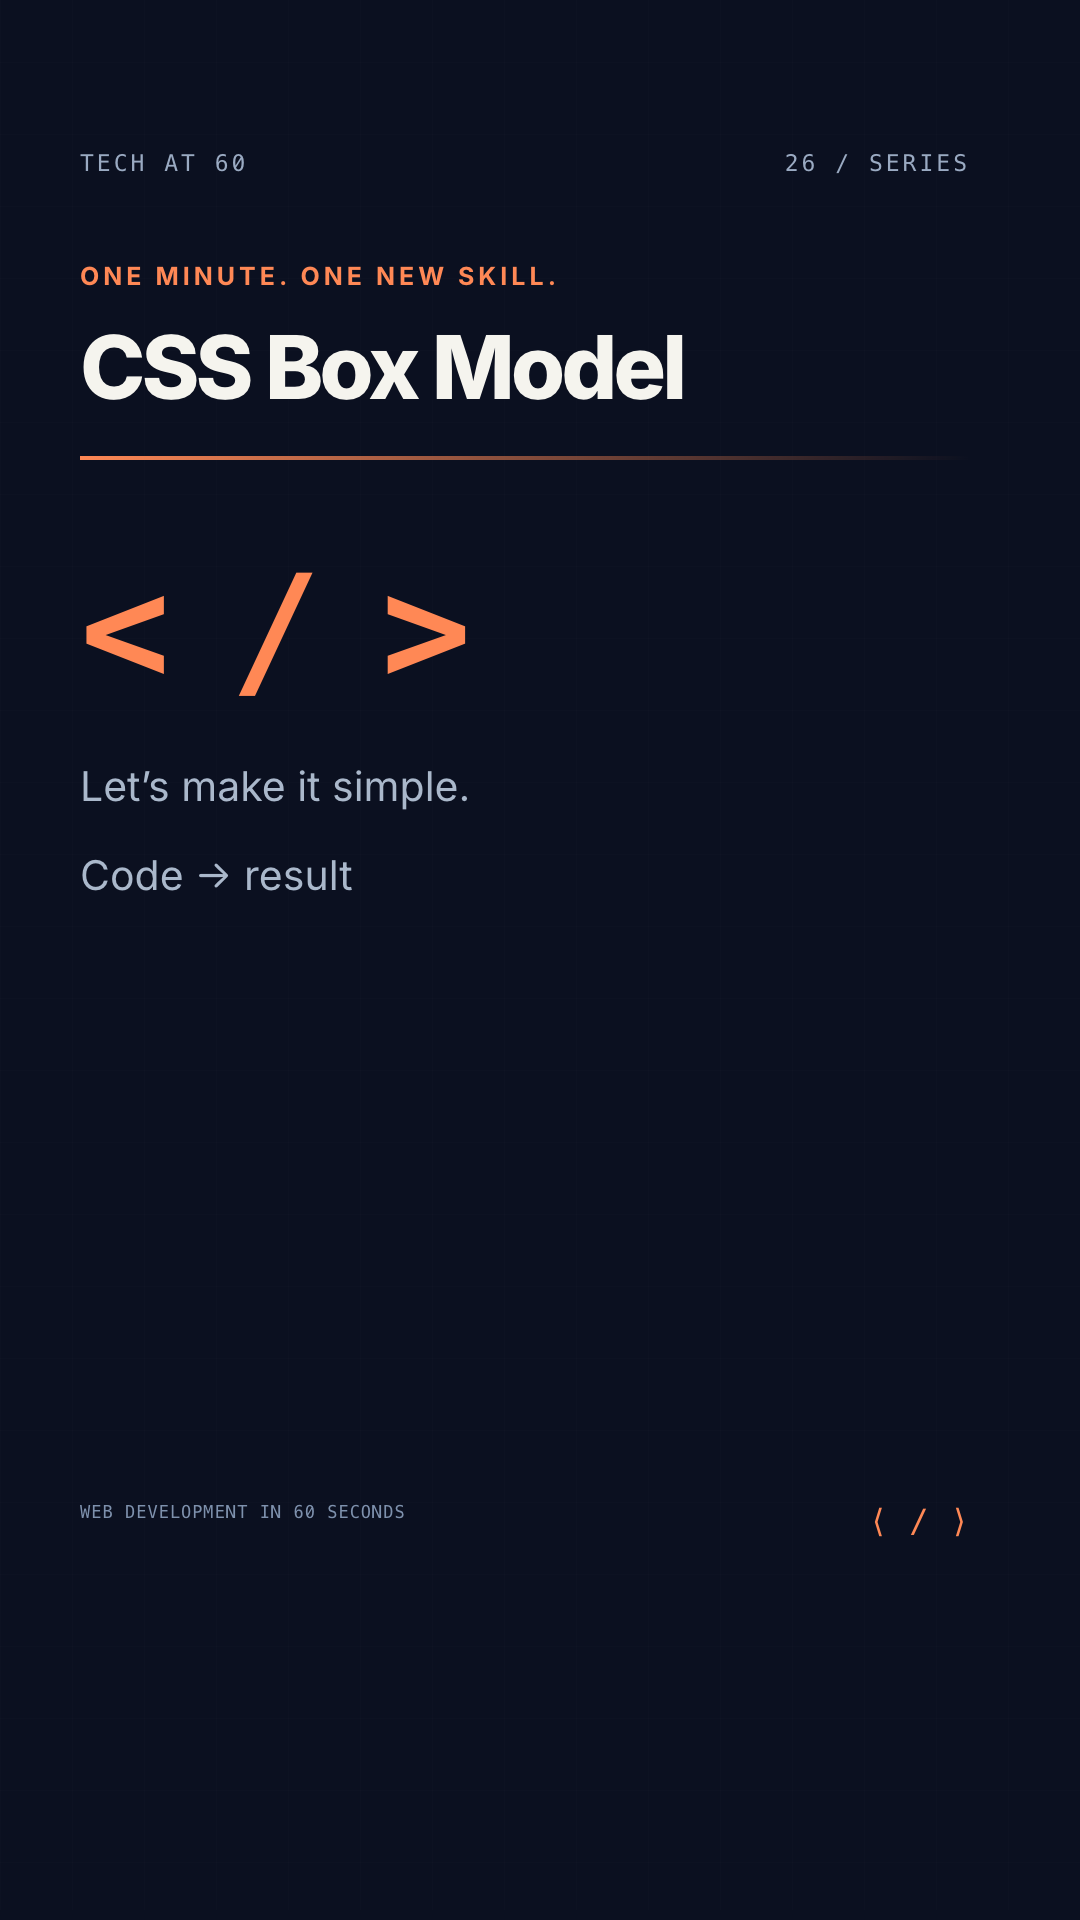 TECH AT 60
26 / SERIES
ONE MINUTE. ONE NEW SKILL.
CSS Box Model
< / >
Let’s make it simple.
Code → result
WEB DEVELOPMENT IN 60 SECONDS
⟨ / ⟩